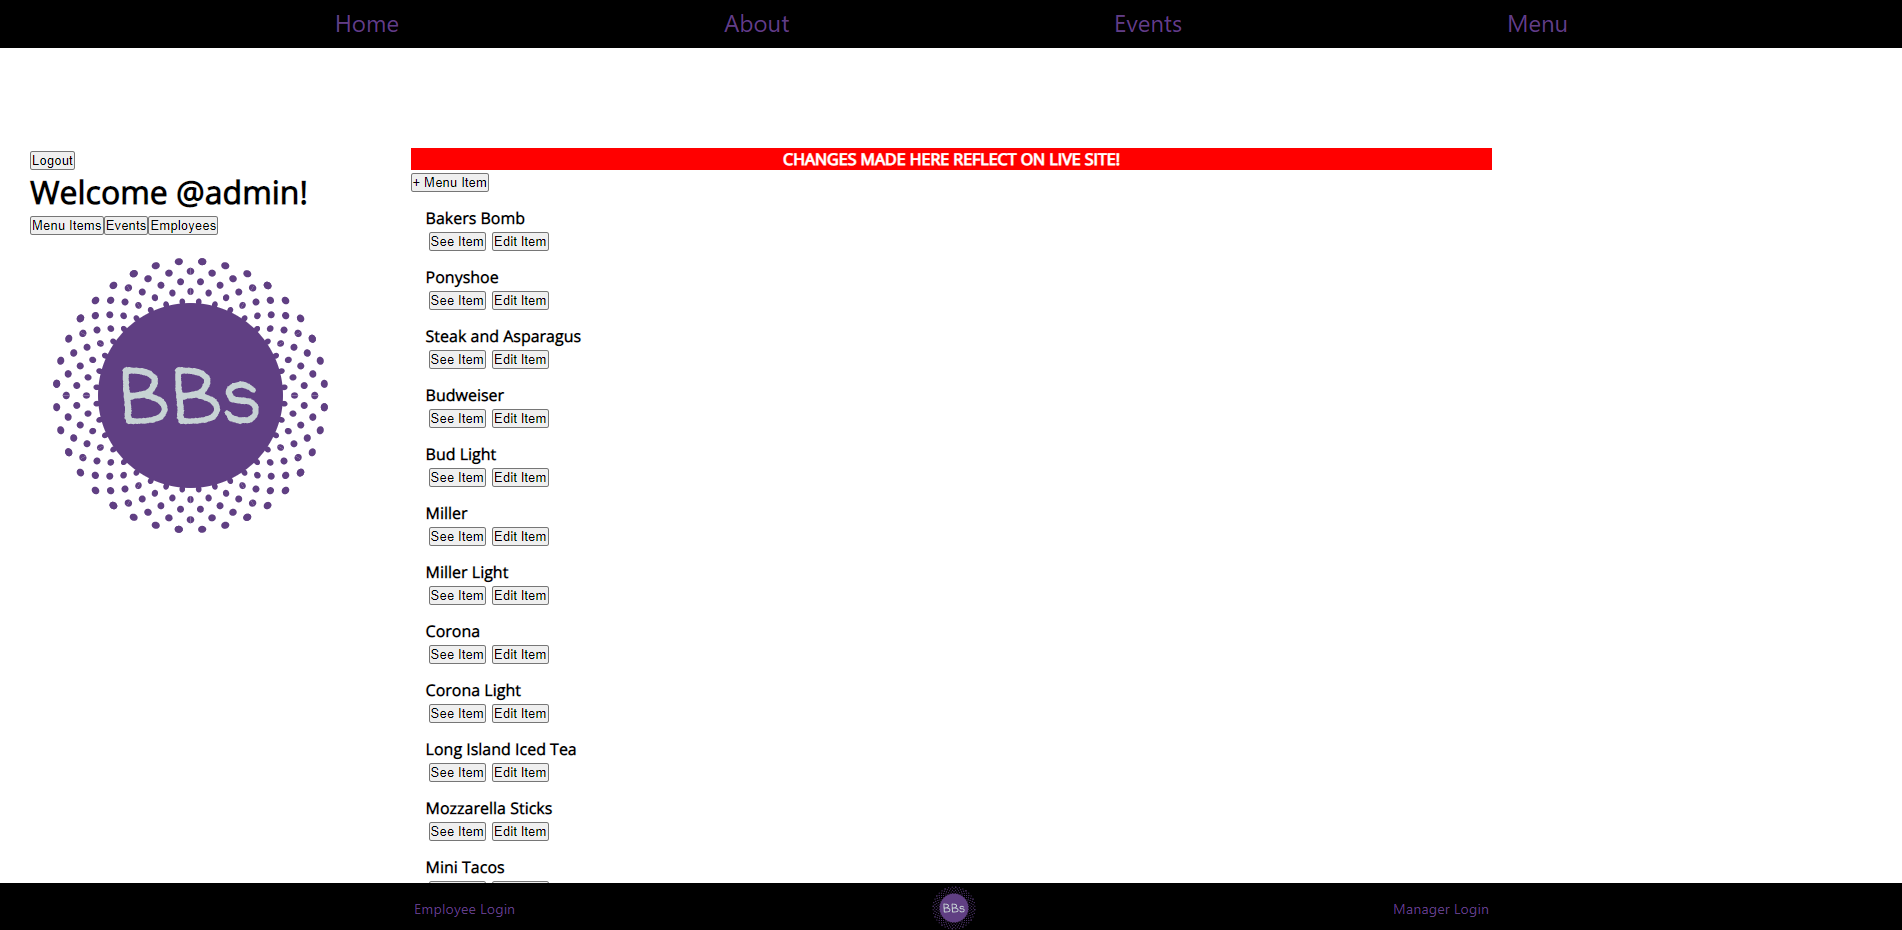 Home About Events Menu
Logout
Welcome @admin!
Menu Items Events Employees
BBs
CHANGES MADE HERE REFLECT ON LIVE SITE!
+ Menu Item
Bakers Bomb
See Item Edit Item
Ponyshoe
See Item Edit Item
Steak and Asparagus
See Item Edit Item
Budweiser
See Item Edit Item
Bud Light
See Item Edit Item
Miller
See Item Edit Item
Miller Light
See Item Edit Item
Corona
See Item Edit Item
Corona Light
See Item Edit Item
Long Island Iced Tea
See Item Edit Item
Mozzarella Sticks
See Item Edit Item
Mini Tacos
Employee Login BBs Manager Login